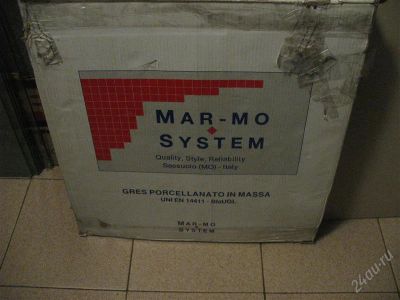 MAR-MO
SYSTEM
Quality, Style, Reliability
Sassuolo (MO) - Italy
GRES PORCELLANATO IN MASSA
UNI EN 14411 - BIaUGL
MAR-MO
SYSTEM
24au.ru